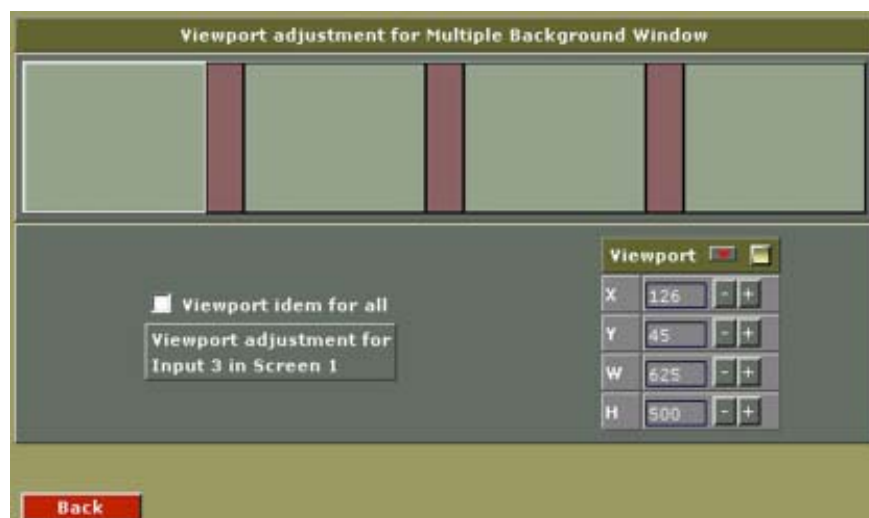 Viewport adjustment for Multiple Background Window
Viewport
X 126 - +
Viewport idem for all
Y 45 - +
Viewport adjustment for
Input 3 in Screen 1
W 625 - +
H 500 - +
Back